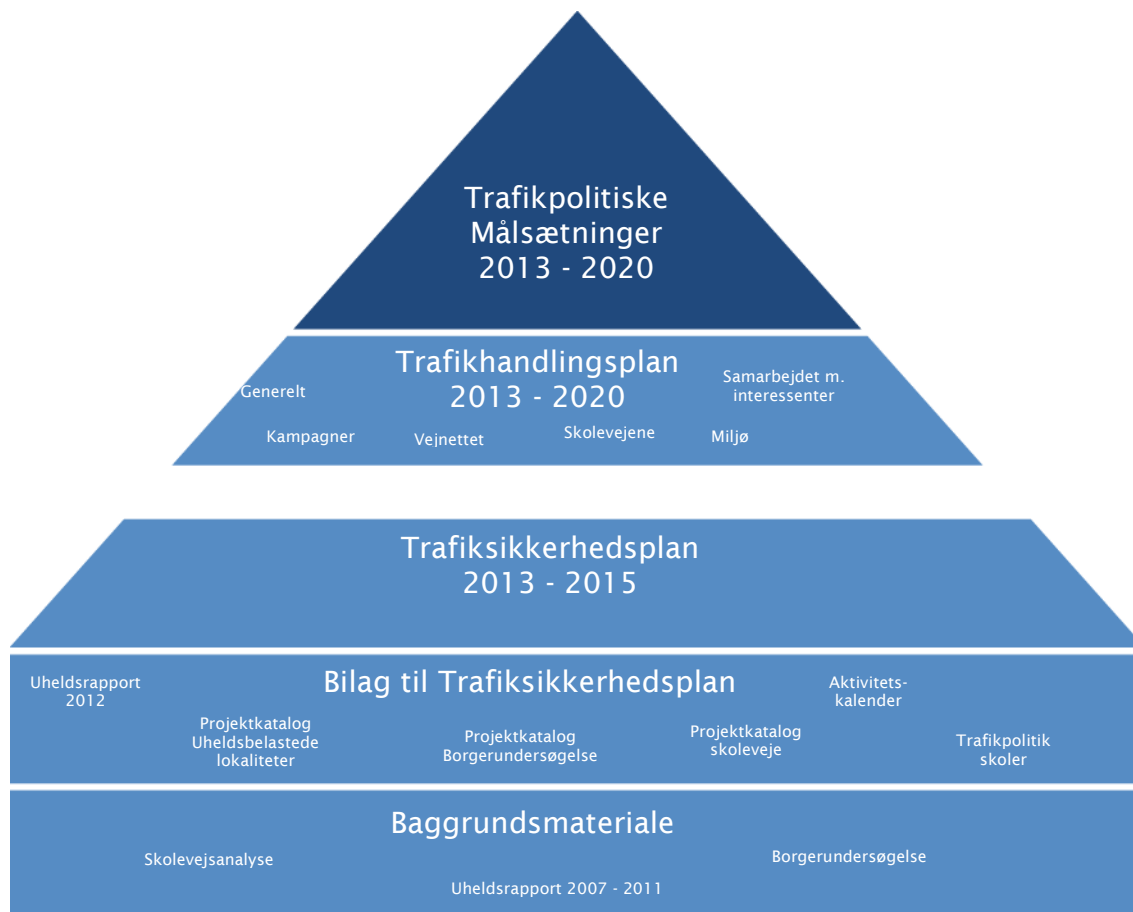 Trafikpolitiske
Målsætninger
2013 - 2020
Trafikhandlingsplan
2013 - 2020
Generelt
Samarbejdet m.
interessenter
Kampagner
Vejnettet
Skolevejene
Miljø
Trafiksikkerhedsplan
2013 - 2015
Bilag til Trafiksikkerhedsplan
Uheldsrapport
2012
Aktivitets-
kalender
Projektkatalog
Uheldsbelastede
lokaliteter
Projektkatalog
Borgerundersøgelse
Projektkatalog
skoleveje
Trafikpolitik
skoler
Baggrundsmateriale
Skolevejsanalyse
Borgerundersøgelse
Uheldsrapport 2007 - 2011